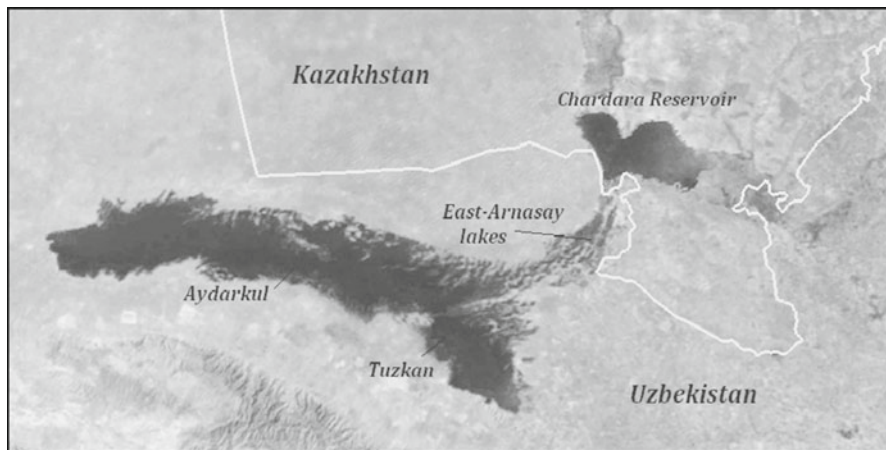 Kazakhstan
Chardara Reservoir
East-Arnasay
lakes
Aydarkul
Tuzkan
Uzbekistan